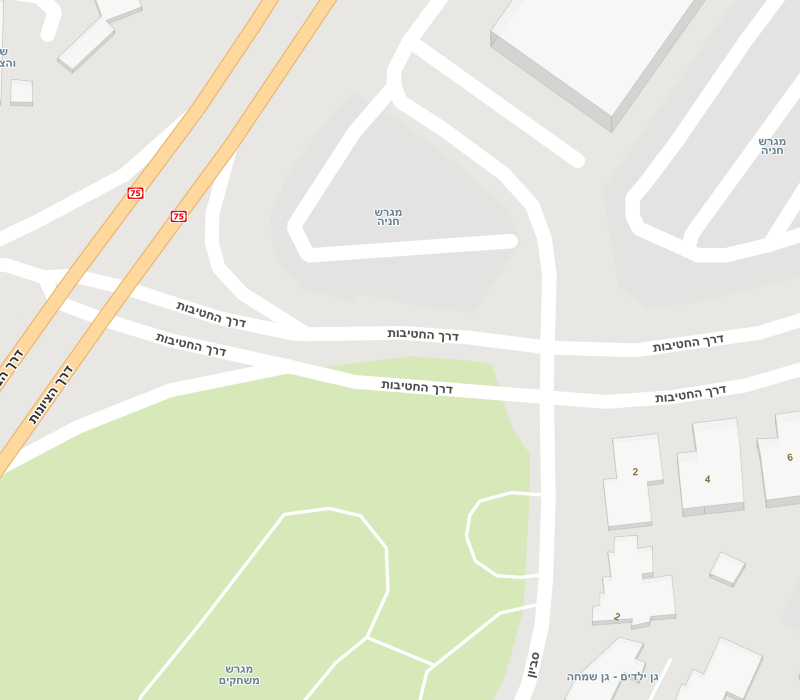 75
75
מגרש
חניה
מגרש
חניה
דרך החטיבות
דרך החטיבות
דרך החטיבות
דרך החטיבות
דרך החטיבות
דרך החטיבות
דרך הציונות
2
4
6
2
סביון
מגרש
משחקים
גן ילדים - גן שמחה